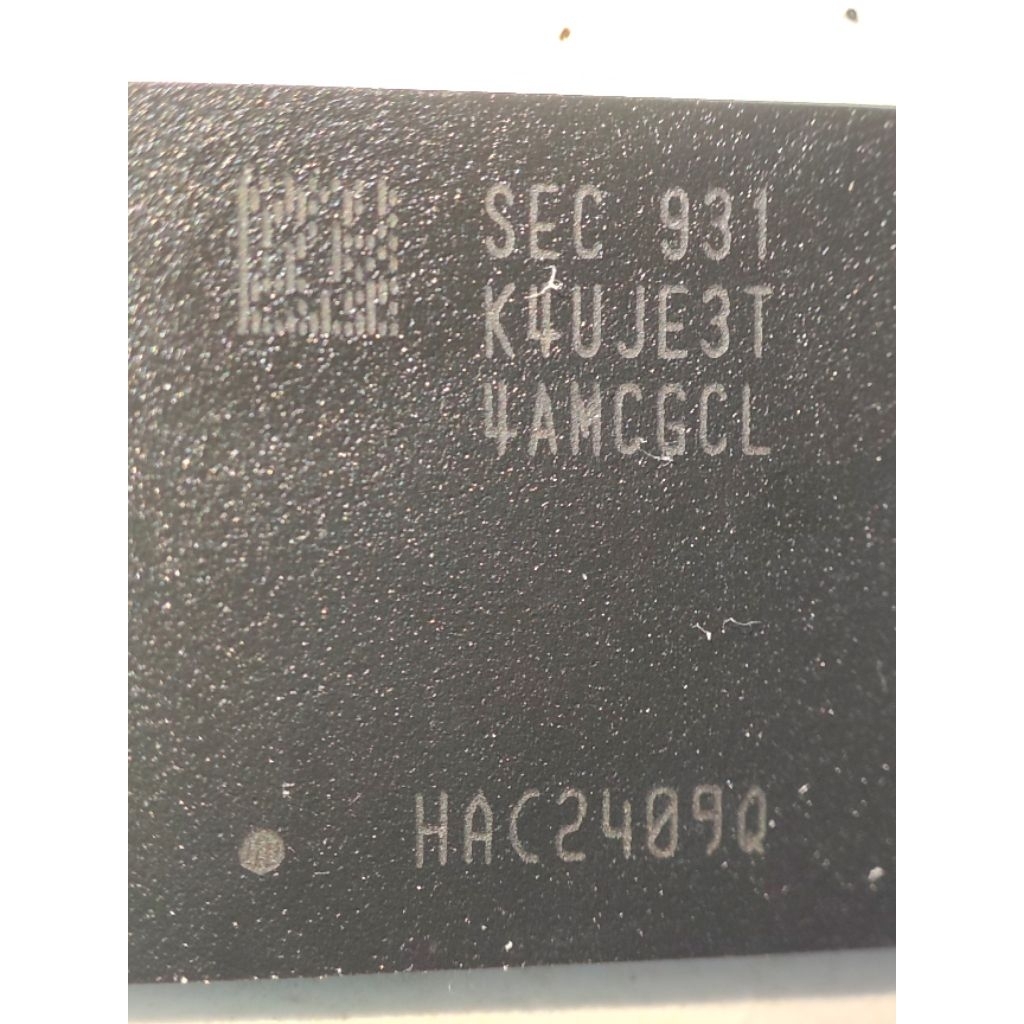 SEC 931
K4UJE3T
4AMCGCL
HAC2409Q